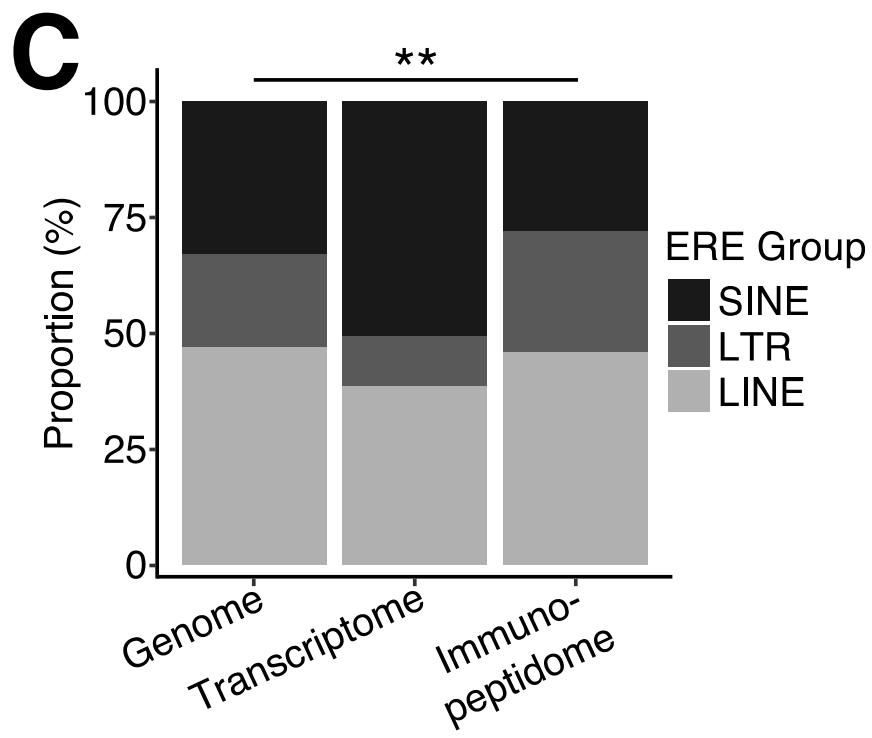 C
**
100
75
50
25
0
Proportion (%)
Genome
Transcriptome
Immuno-
peptidome
ERE Group
SINE
LTR
LINE